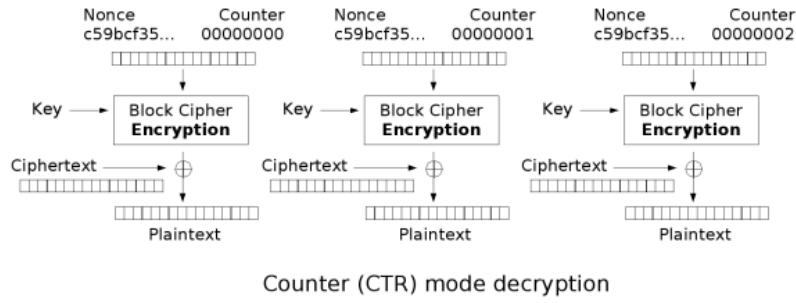 Nonce Counter Nonce Counter Nonce Counter
c59bcf35... 00000000 c59bcf35... 00000001 c59bcf35... 00000002
Key Block Cipher Encryption Key Block Cipher Encryption Key Block Cipher Encryption
Ciphertext Ciphertext Ciphertext
Plaintext Plaintext Plaintext
Counter (CTR) mode decryption